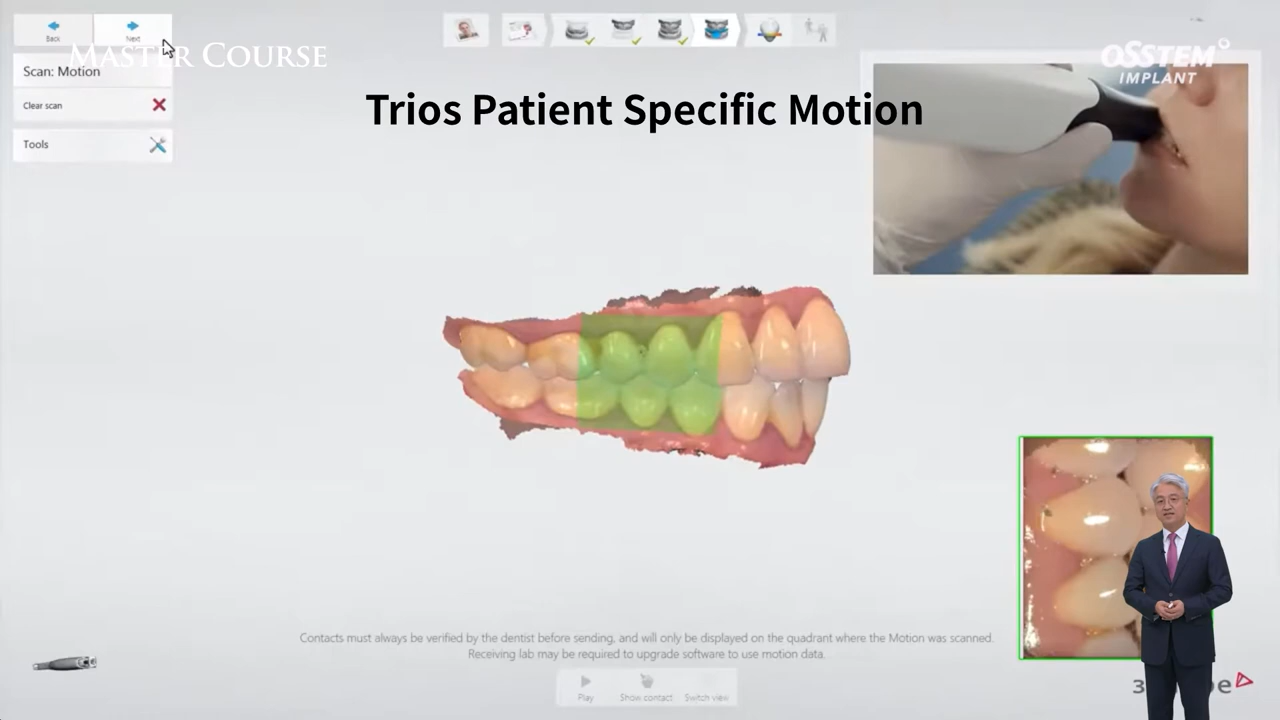 Back
Next
MASTER COURSE
Scan: Motion
Clear scan
Tools
Trios Patient Specific Motion
OSSTEM
IMPLANT
Contacts must always be verified by the dentist before sending, and will only be displayed on the quadrant where the Motion was scanned.
Receiving lab may be required to upgrade software to use motion data.
Play
Show contact
Switch view